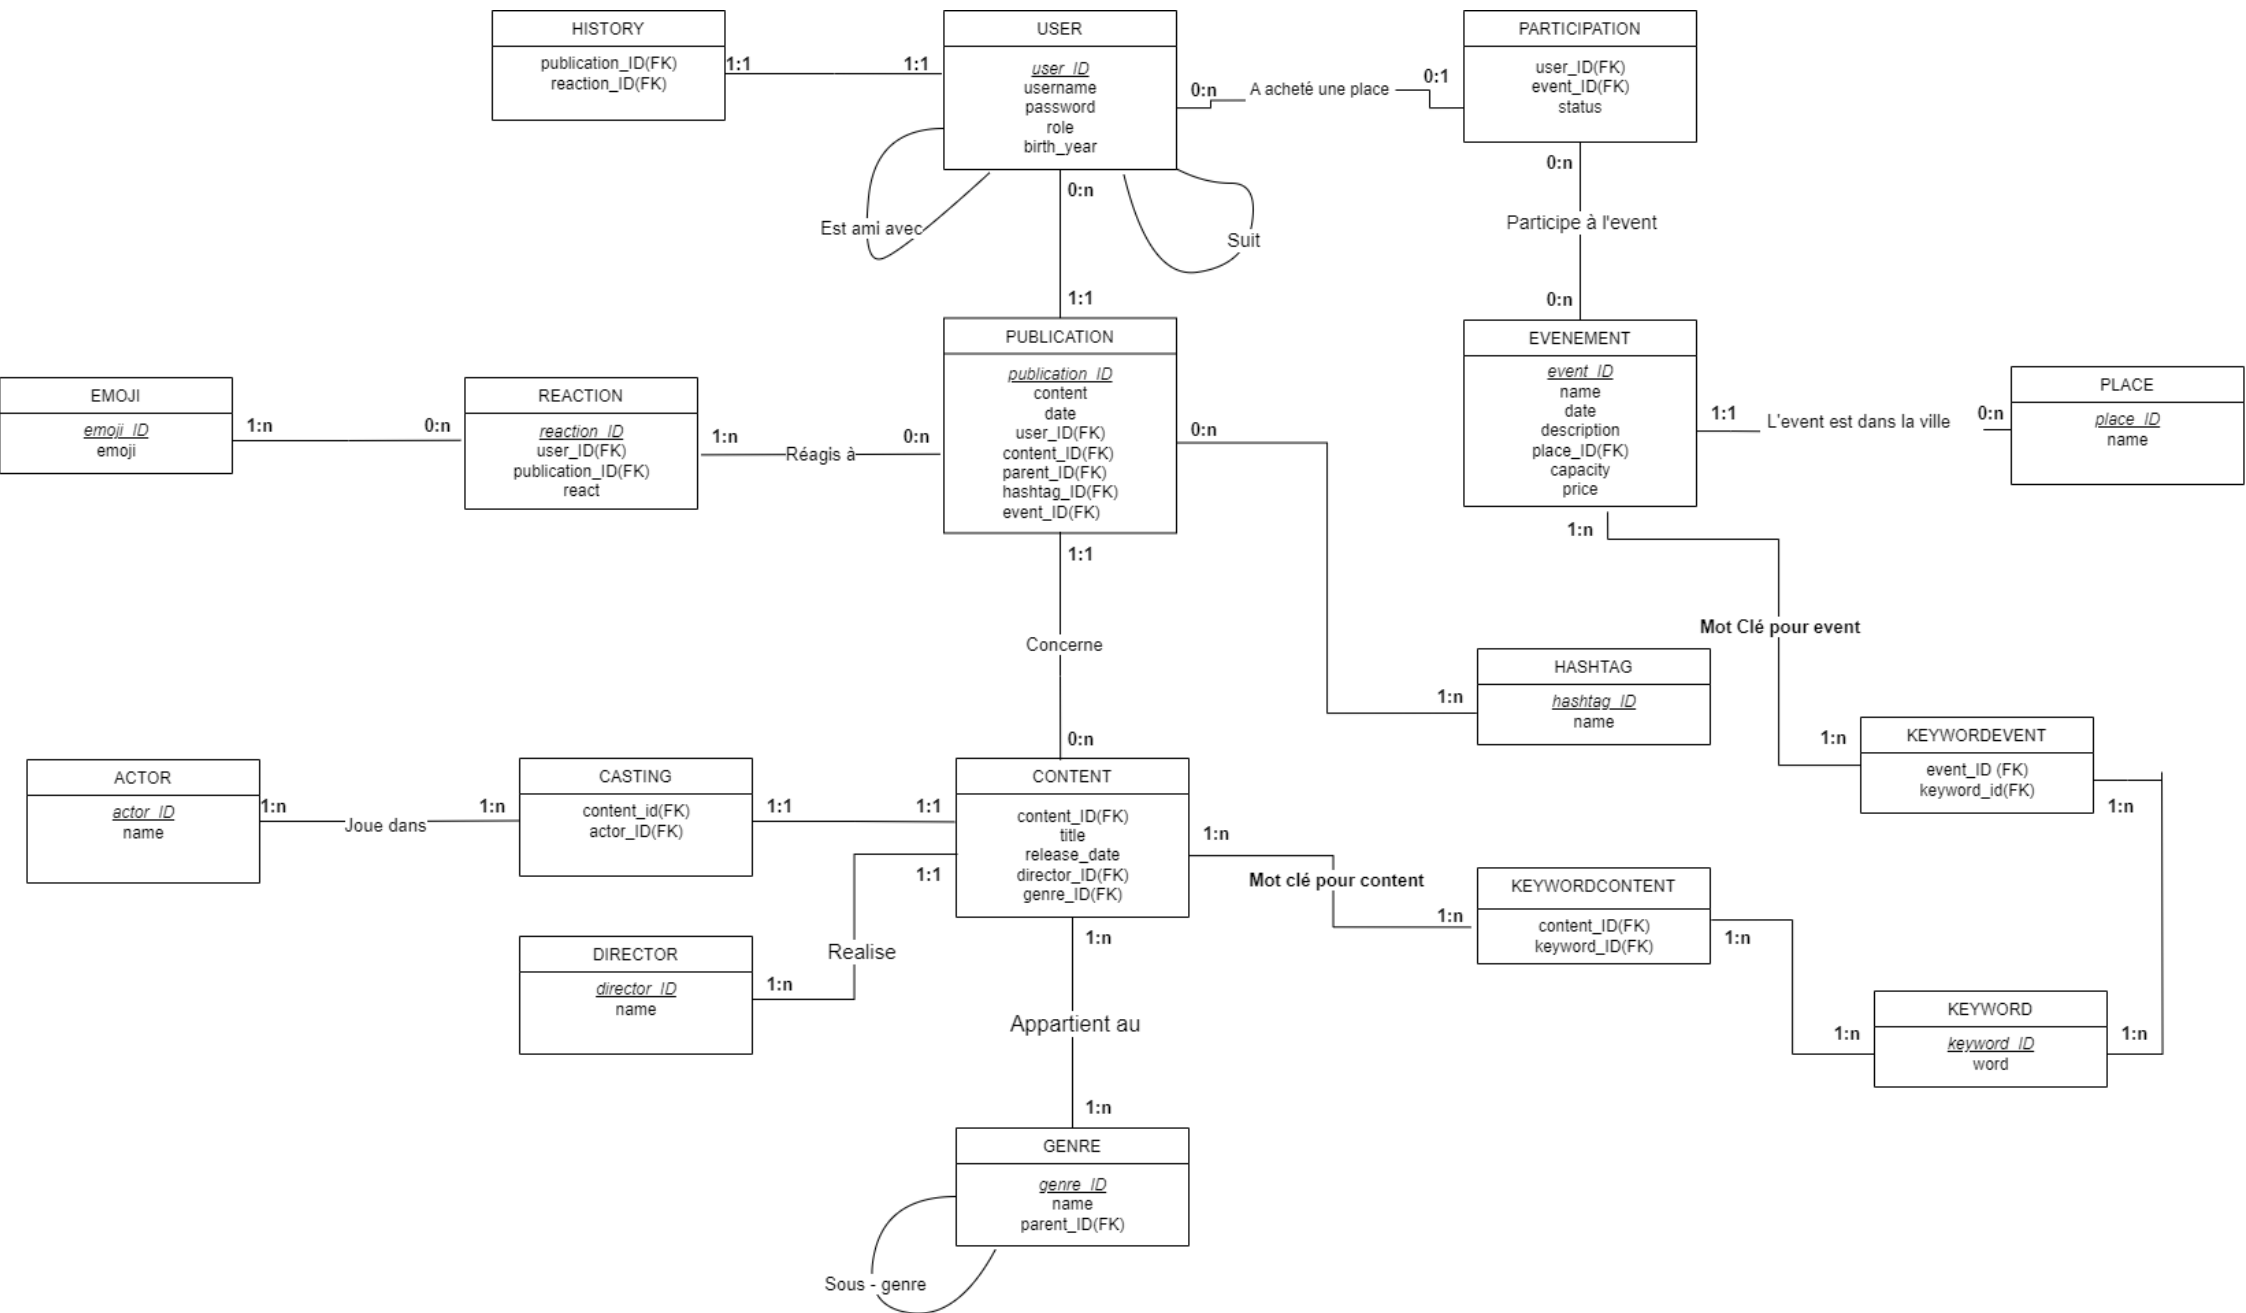 HISTORY
publication_ID(FK)
reaction_ID(FK)
1:1
1:1
USER
user_ID
username
password
role
birth_year
0:n
A acheté une place
0:1
PARTICIPATION
user_ID(FK)
event_ID(FK)
status
Est ami avec
Suit
0:n
1:1
0:n
Participe à l'event
0:n
EMOJI
emoji_ID
emoji
1:n
0:n
REACTION
reaction_ID
user_ID(FK)
publication_ID(FK)
react
1:n
Réagis à
0:n
PUBLICATION
publication_ID
content
date
user_ID(FK)
content_ID(FK)
parent_ID(FK)
hashtag_ID(FK)
event_ID(FK)
0:n
EVENEMENT
event_ID
name
date
description
place_ID(FK)
capacity
price
1:1
L'event est dans la ville
0:n
PLACE
place_ID
name
1:1
Concerne
0:n
1:n
Mot Clé pour event
1:n
1:n
HASHTAG
hashtag_ID
name
KEYWORDEVENT
event_ID (FK)
keyword_id(FK)
1:n
ACTOR
actor_ID
name
1:n
Joue dans
1:n
CASTING
content_id(FK)
actor_ID(FK)
1:1
1:1
CONTENT
content_ID(FK)
title
release_date
director_ID(FK)
genre_ID(FK)
1:n
Mot clé pour content
1:n
KEYWORDCONTENT
content_ID(FK)
keyword_ID(FK)
1:n
1:1
Realise
1:n
DIRECTOR
director_ID
name
1:n
Appartient au
1:n
1:n
KEYWORD
keyword_ID
word
1:n
GENRE
genre_ID
name
parent_ID(FK)
Sous - genre